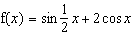 f(x) = sin 1/2 x + 2 cos x